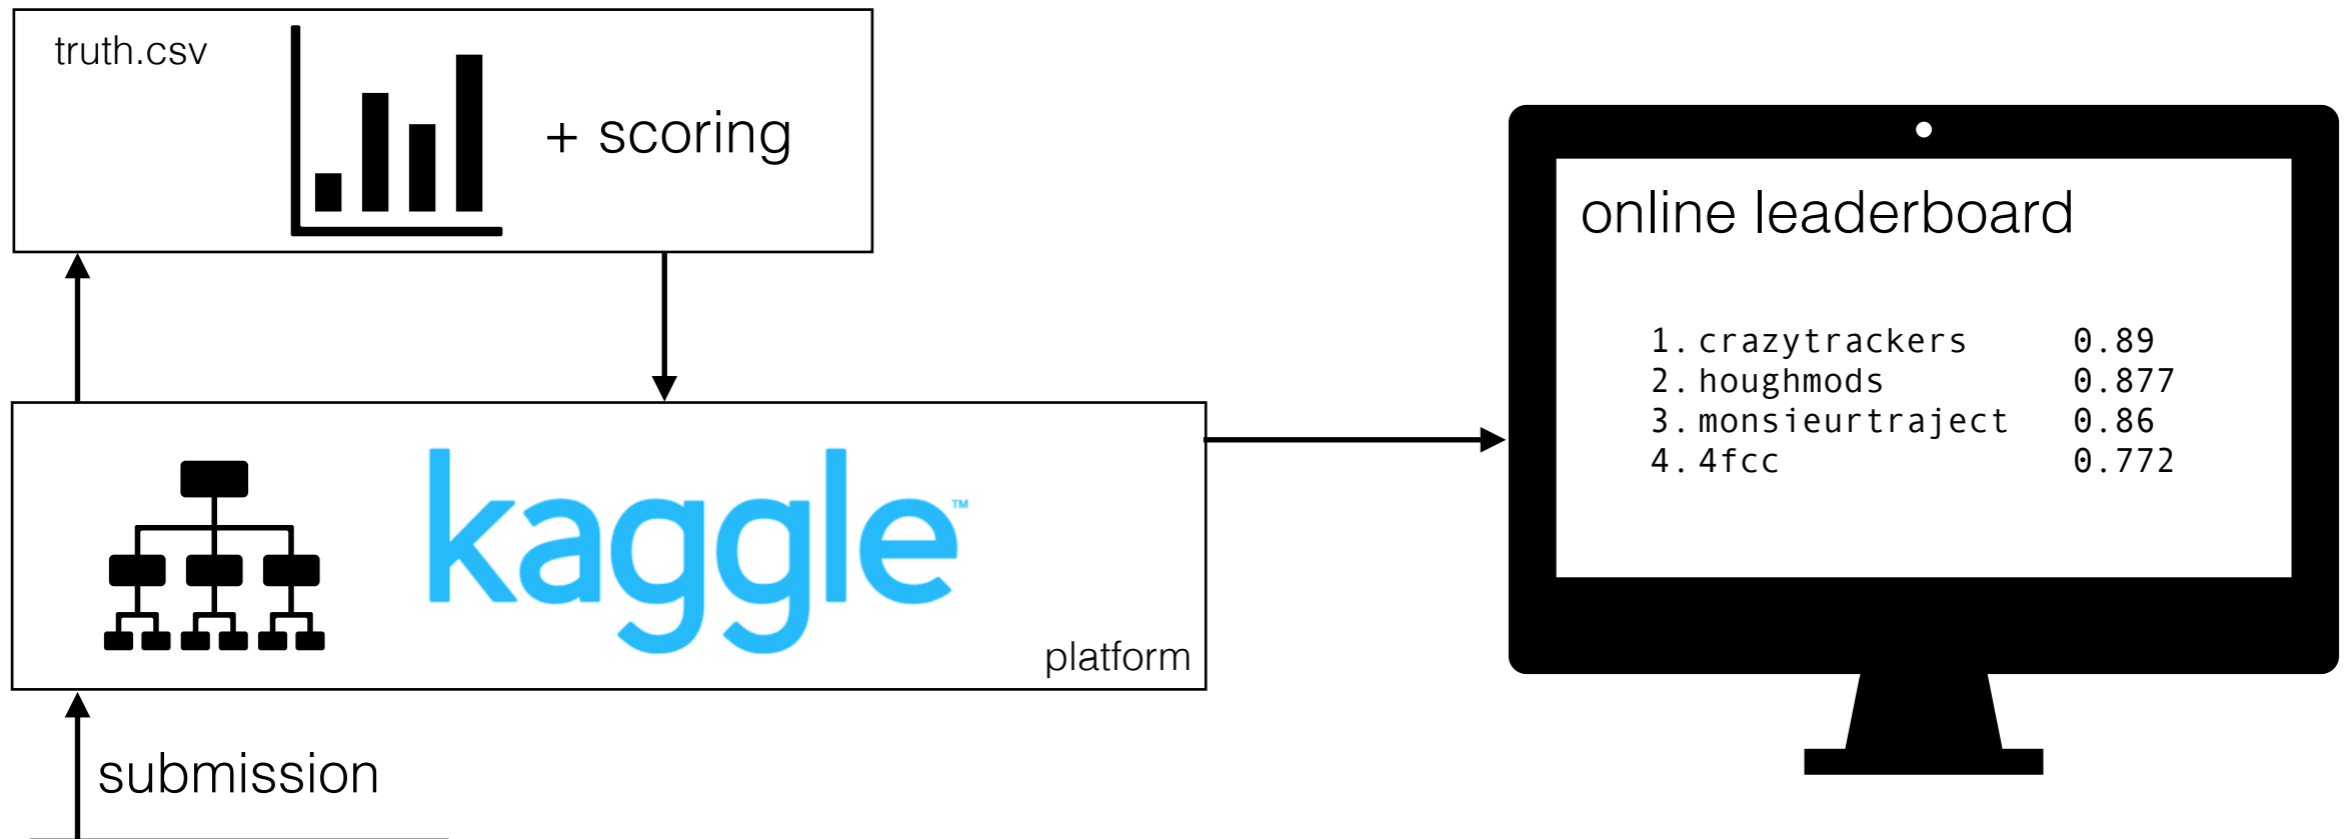 truth.csv
+ scoring
kaggle™
platform
submission
online leaderboard
1. crazytrackers 0.89
2. houghmods 0.877
3. monsieurtraject 0.86
4. 4fcc 0.772